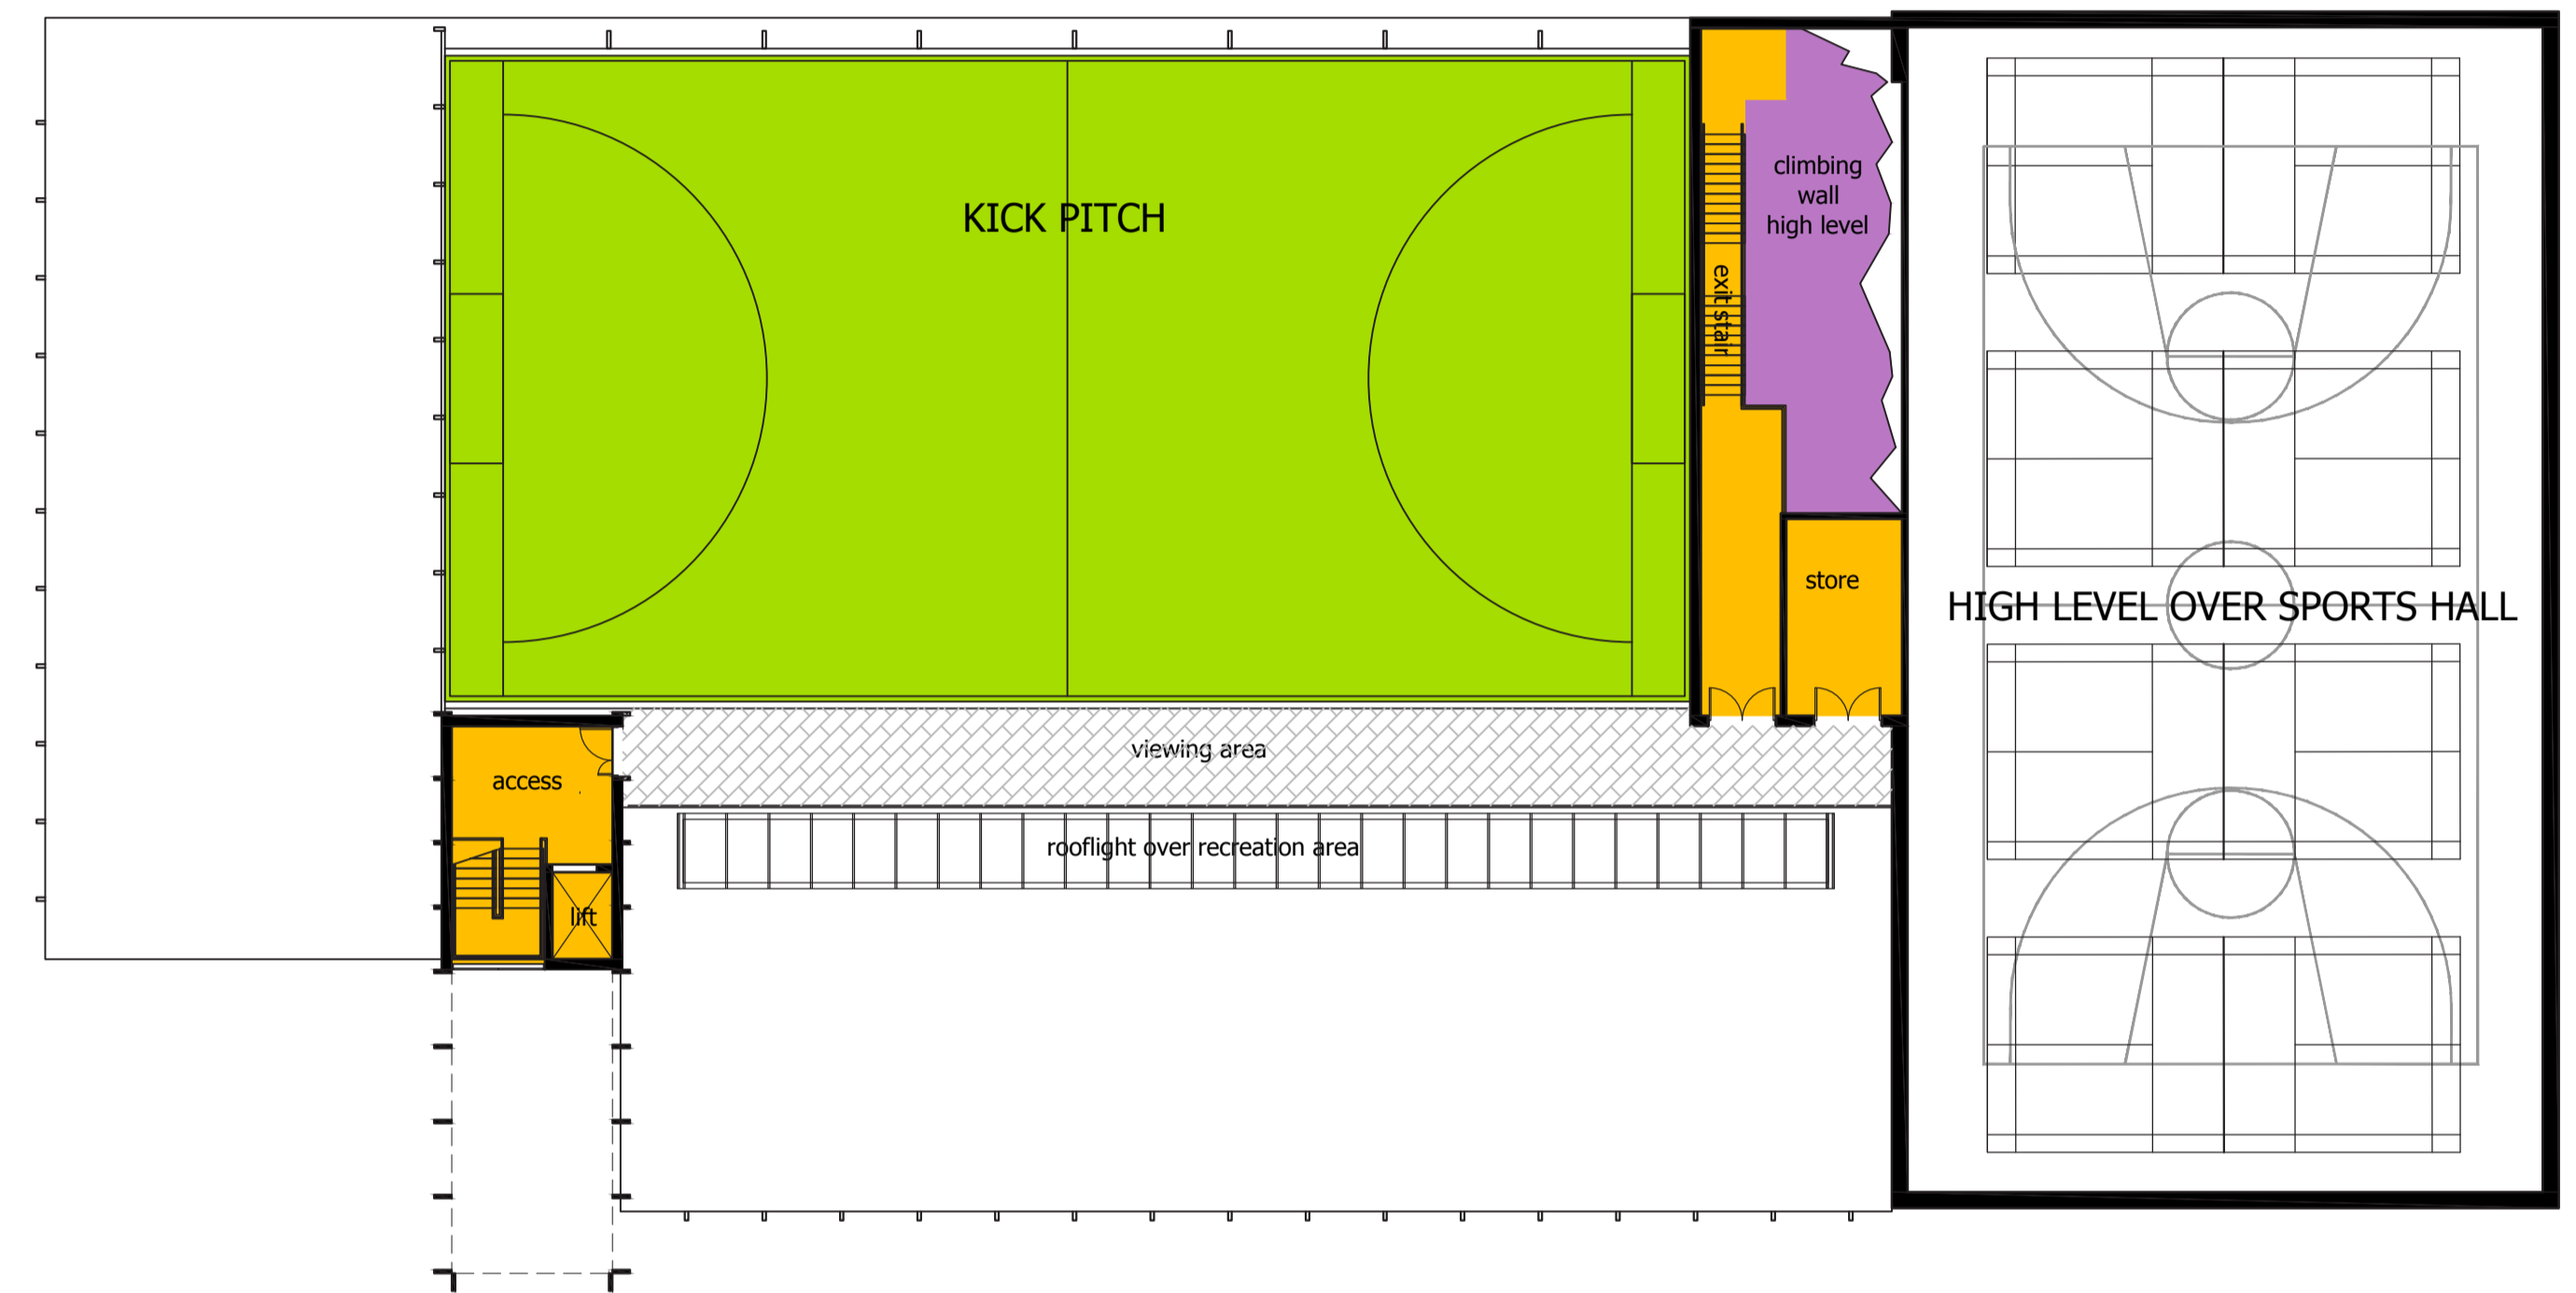 KICK PITCH
climbing
wall
high level
exit stair
store
HIGH LEVEL OVER SPORTS HALL
viewing area
access
rooflight over recreation area
lift